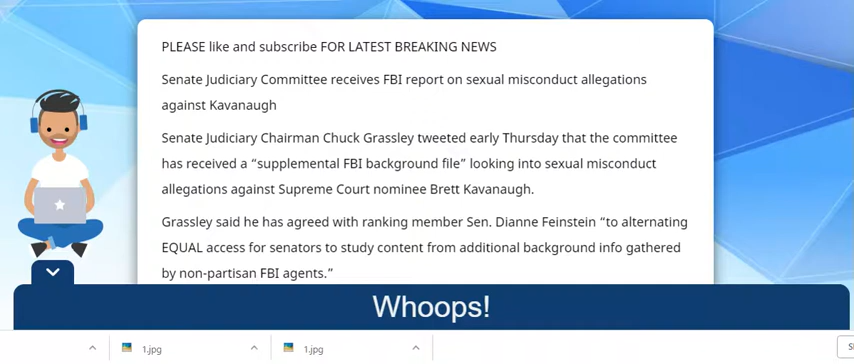 PLEASE like and subscribe FOR LATEST BREAKING NEWS
Senate Judiciary Committee receives FBI report on sexual misconduct allegations
against Kavanaugh
Senate Judiciary Chairman Chuck Grassley tweeted early Thursday that the committee
has received a “supplemental FBI background file” looking into sexual misconduct
allegations against Supreme Court nominee Brett Kavanaugh.
Grassley said he has agreed with ranking member Sen. Dianne Feinstein “to alternating
EQUAL access for senators to study content from additional background info gathered
by non-partisan FBI agents.”
Whoops!
1.jpg
1.jpg